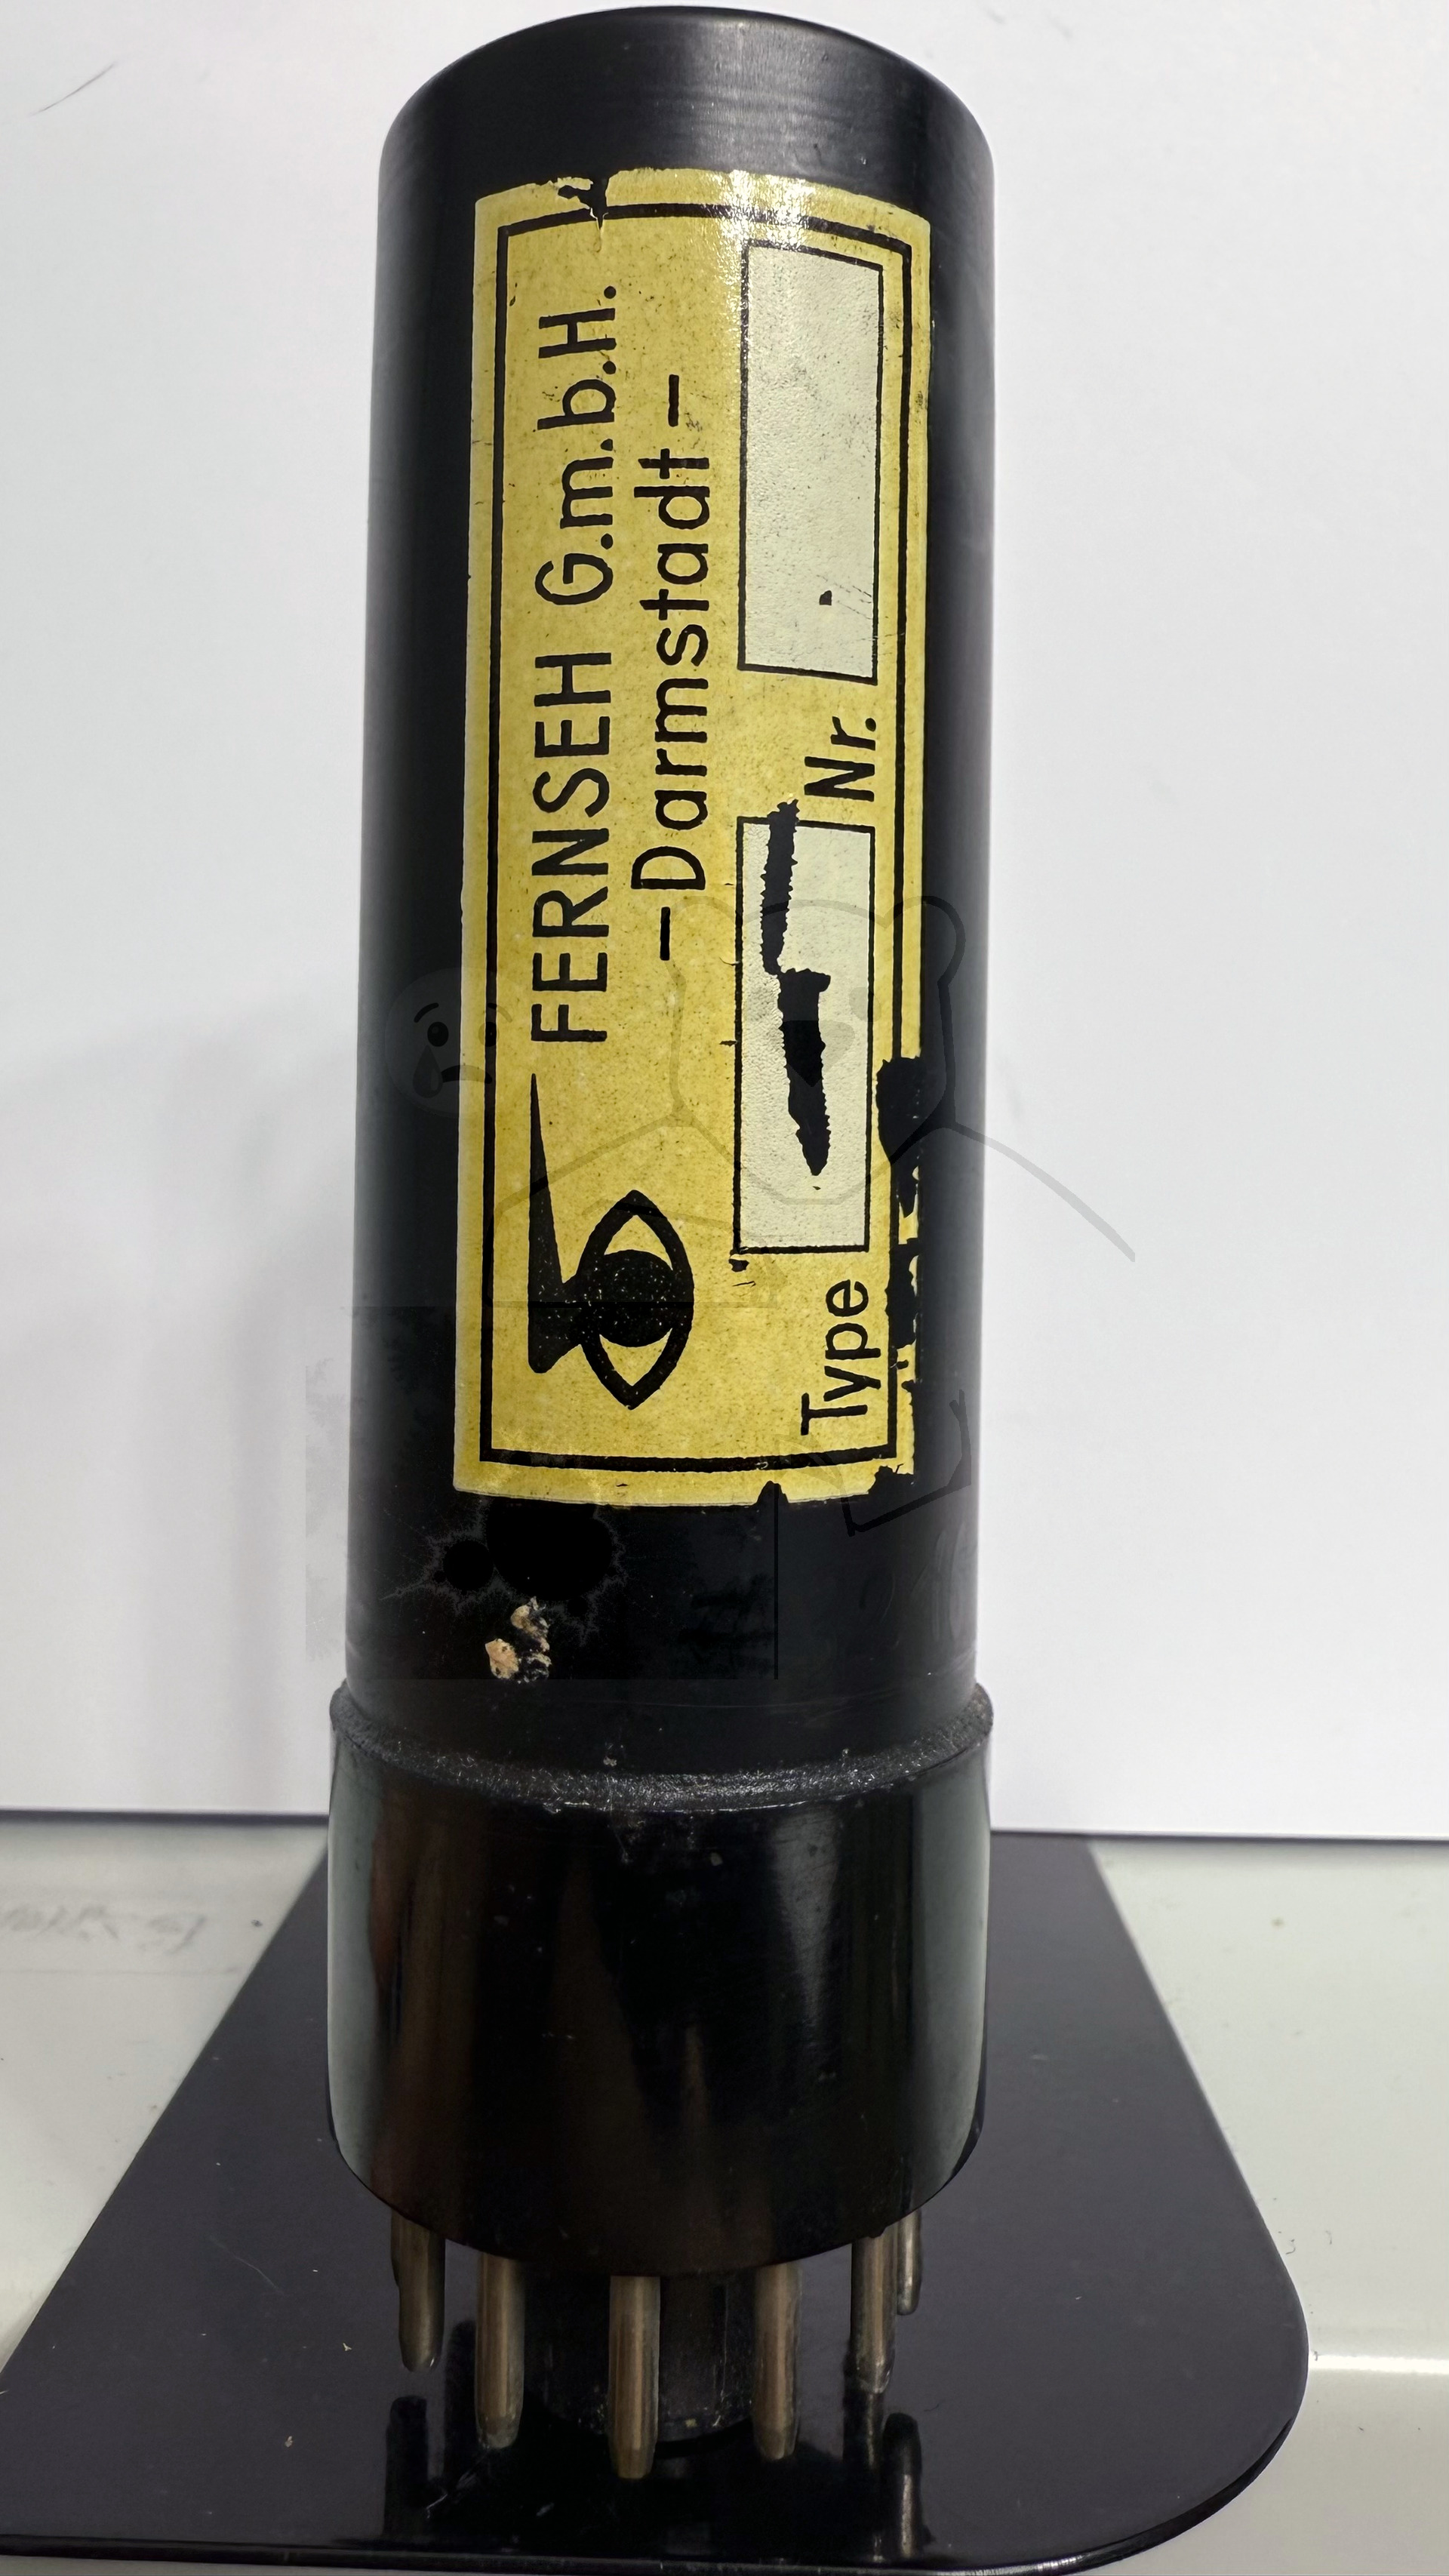 FERNSEH G.m.b.H.
-Darmstadt-
Type Nr.